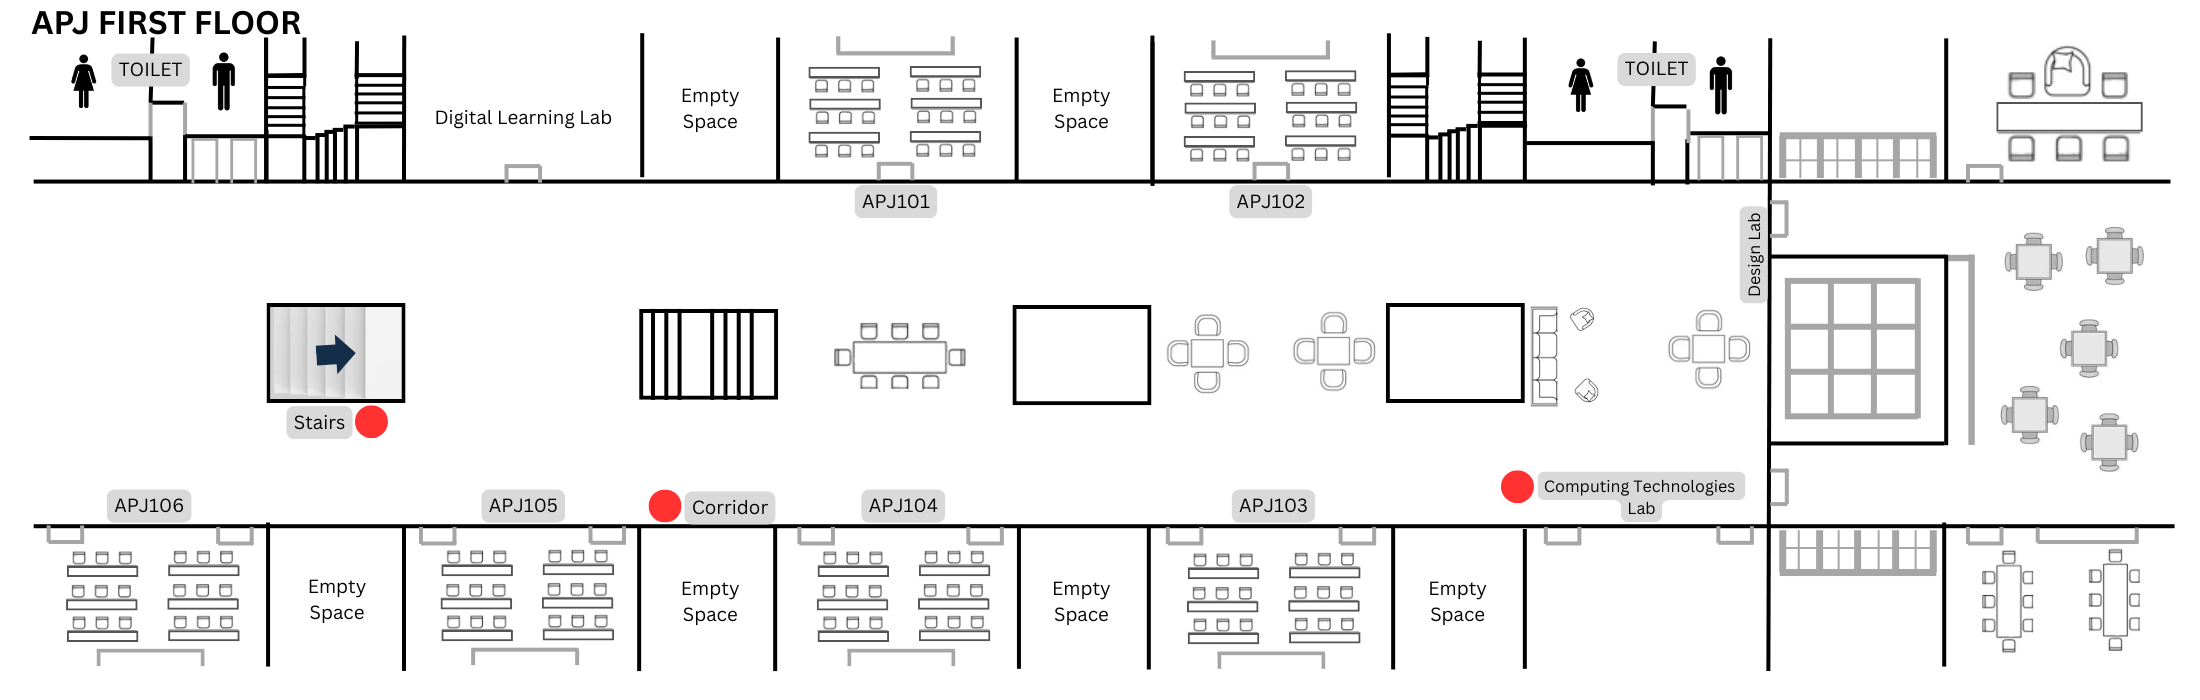 APJ FIRST FLOOR
TOILET
TOILET
Digital Learning Lab
Empty
Space
Empty
Space
APJ101
APJ102
Design Lab
Stairs
APJ106
APJ105
Corridor
APJ104
APJ103
Computing Technologies
Lab
Empty
Space
Empty
Space
Empty
Space
Empty
Space